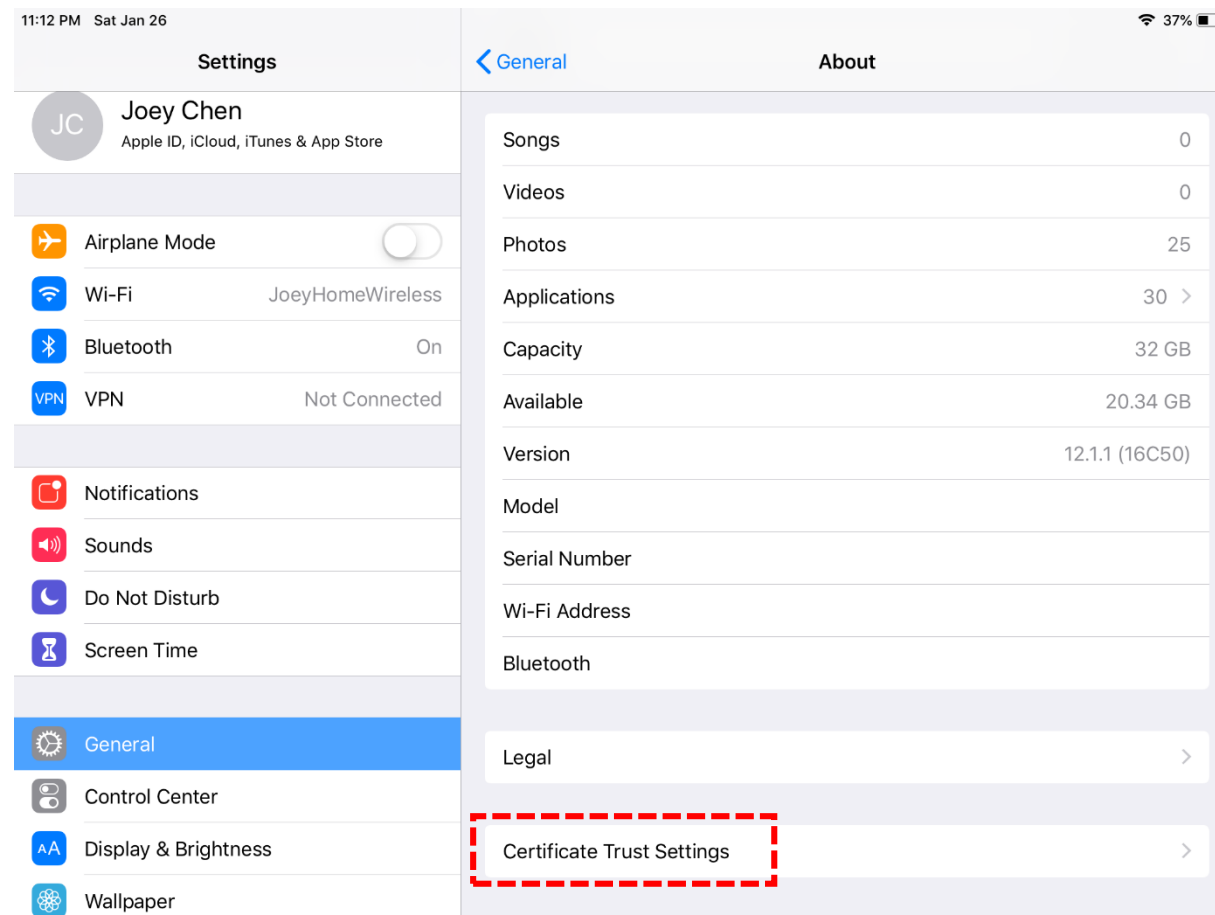 11:12 PM Sat Jan 26
37%
Settings
JC
Joey Chen
Apple ID, iCloud, iTunes & App Store
Airplane Mode
Wi-Fi JoeyHomeWireless
Bluetooth On
VPN VPN Not Connected
Notifications
Sounds
Do Not Disturb
Screen Time
General
Control Center
AA Display & Brightness
Wallpaper
General About
Songs 0
Videos 0
Photos 25
Applications 30
Capacity 32 GB
Available 20.34 GB
Version 12.1.1 (16C50)
Model
Serial Number
Wi-Fi Address
Bluetooth
Legal
Certificate Trust Settings